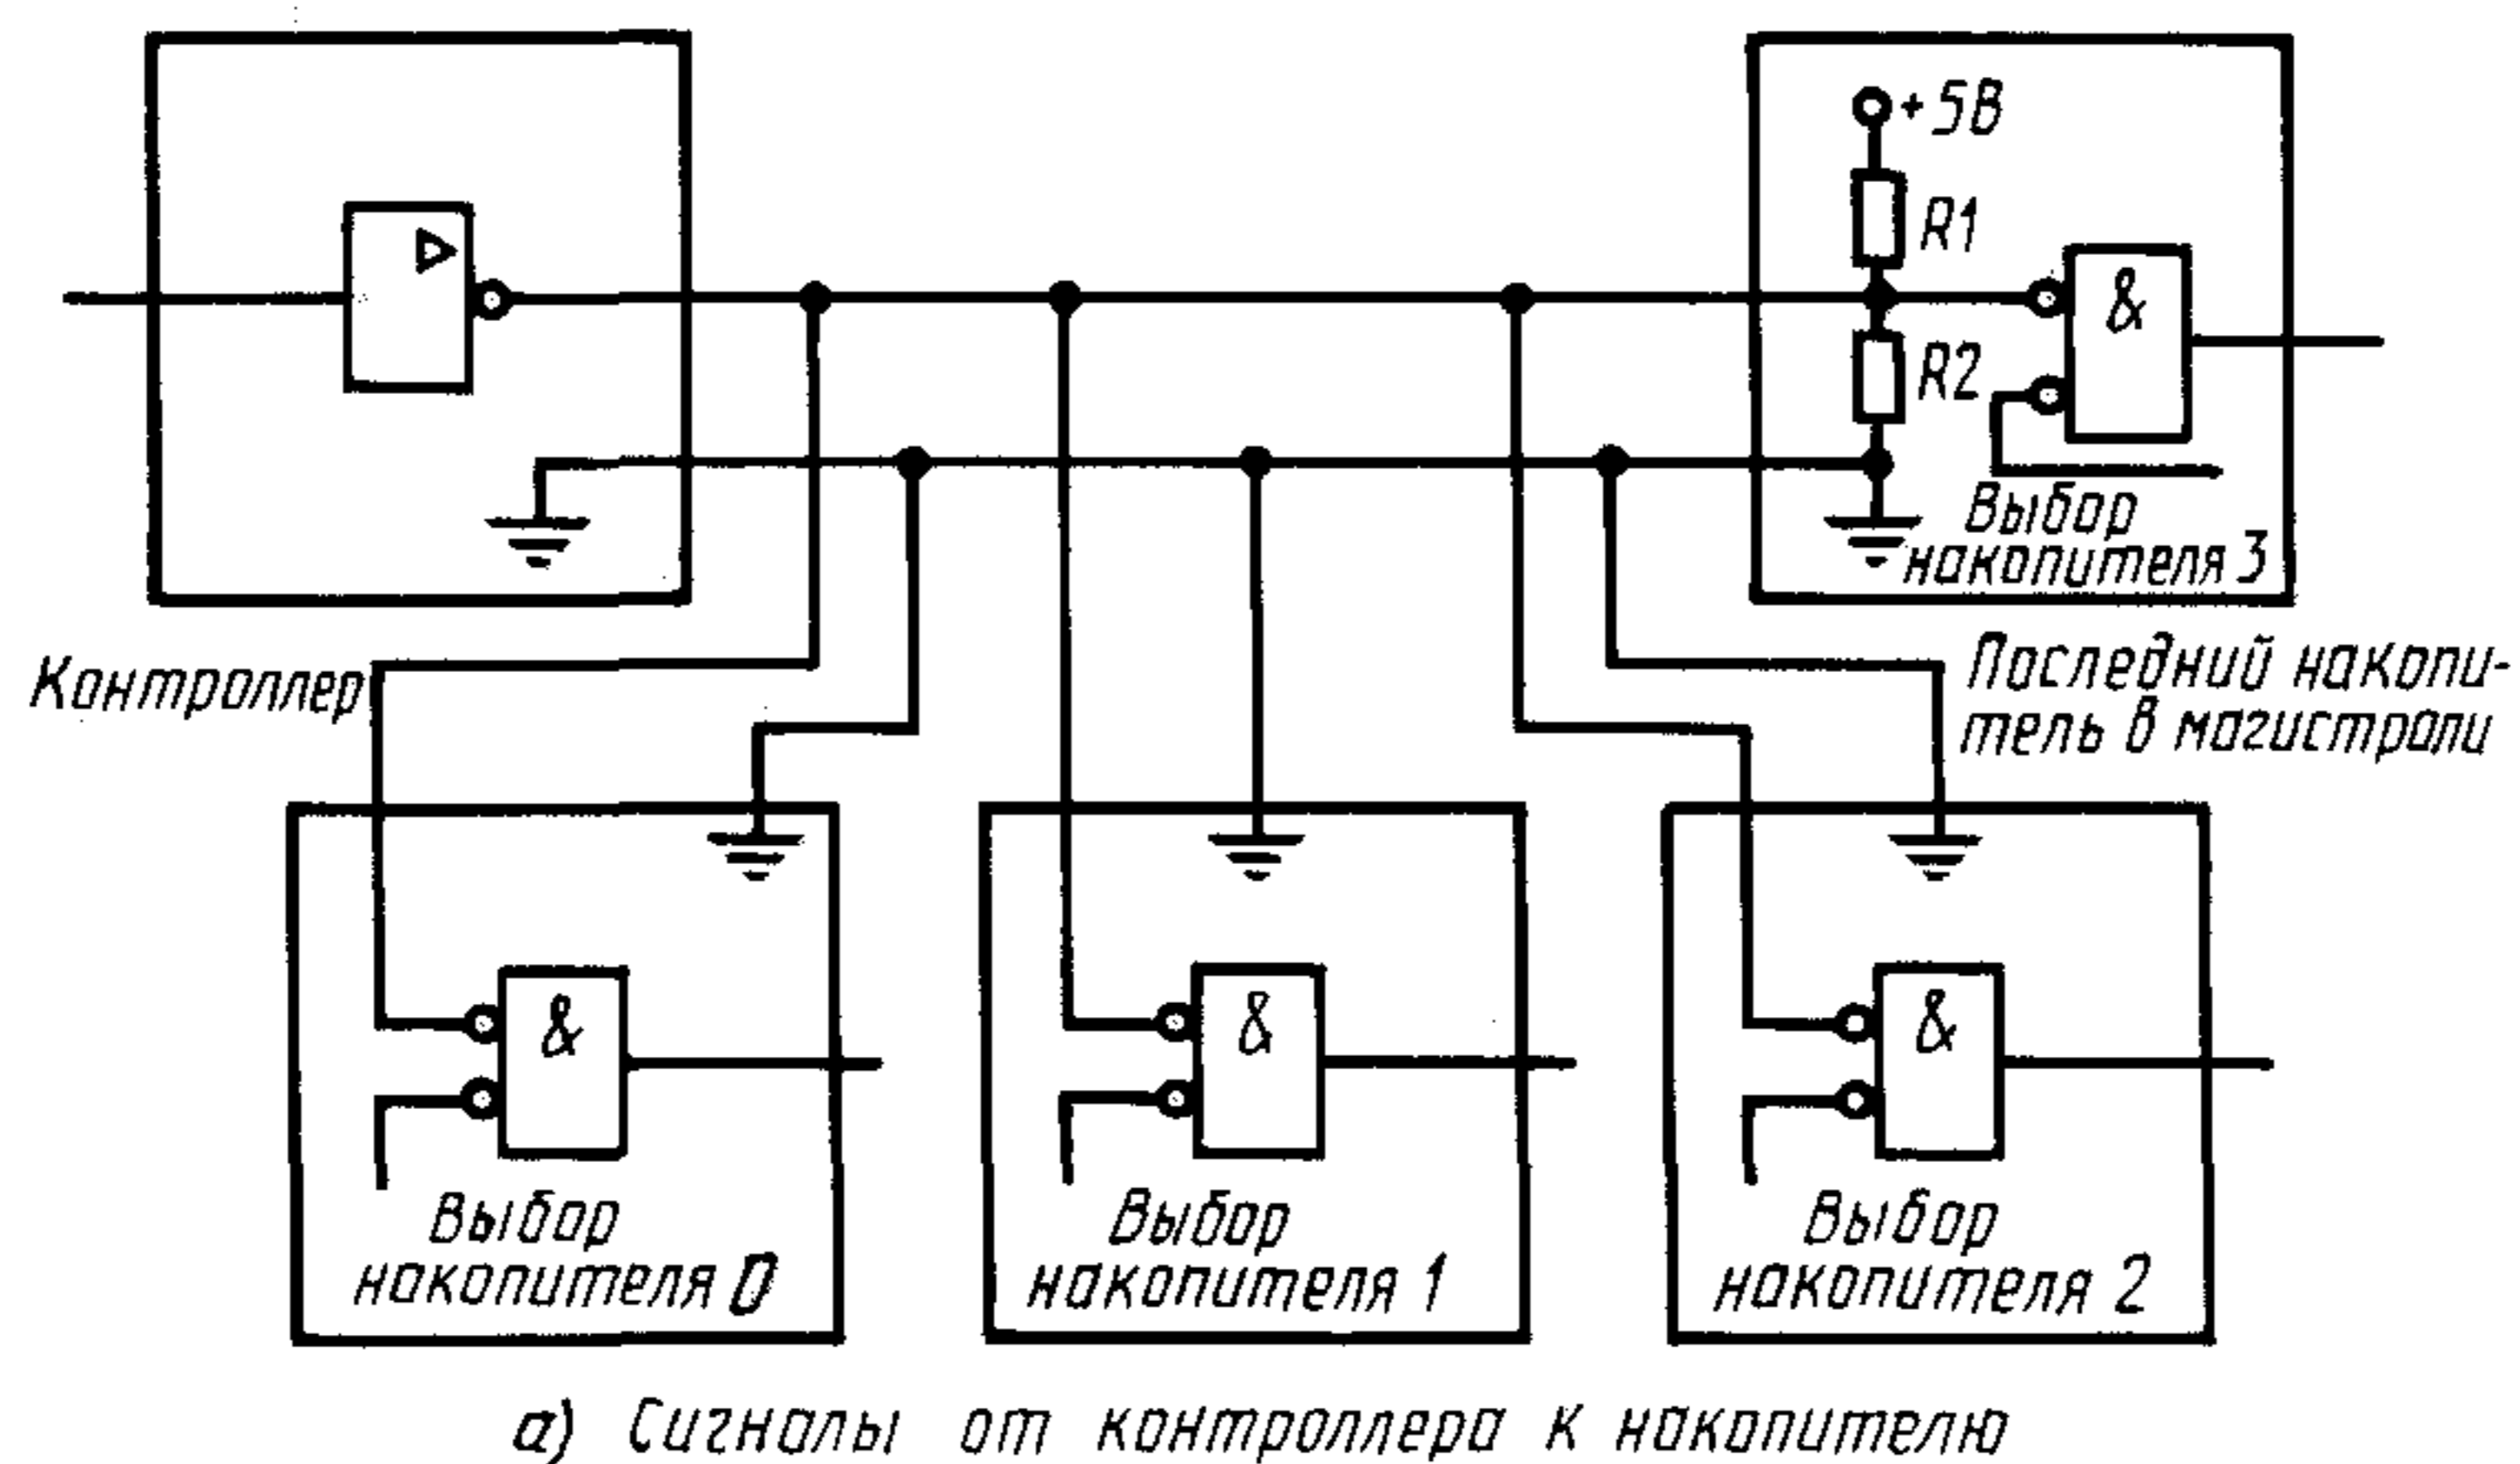 +5В
R1
&
R2
Выбор
накопителя 3
Контроллер
Последний накопи-
тель в магистрали
&
Выбор
накопителя 0
&
Выбор
накопителя 1
&
Выбор
накопителя 2
а) Сигналы от контроллера к накопителю